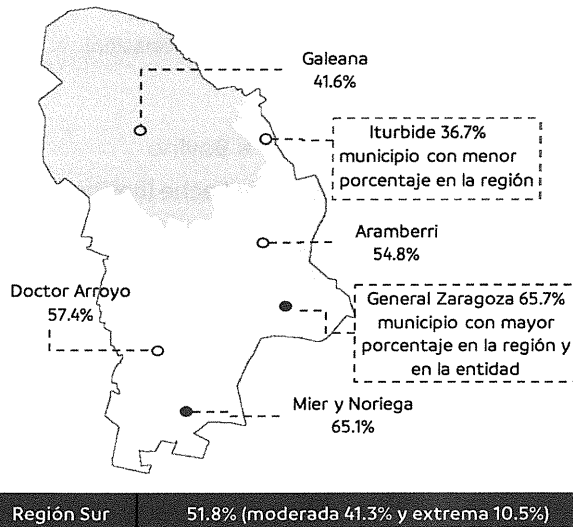 Galeana
41.6%
Iturbide 36.7%
municipio con menor
porcentaje en la región
Aramberri
54.8%
Doctor Arroyo
57.4%
General Zaragoza 65.7%
municipio con mayor
porcentaje en la región y
en la entidad
Mier y Noriega
65.1%
Región Sur 51.8% (moderada 41.3% y extrema 10.5%)